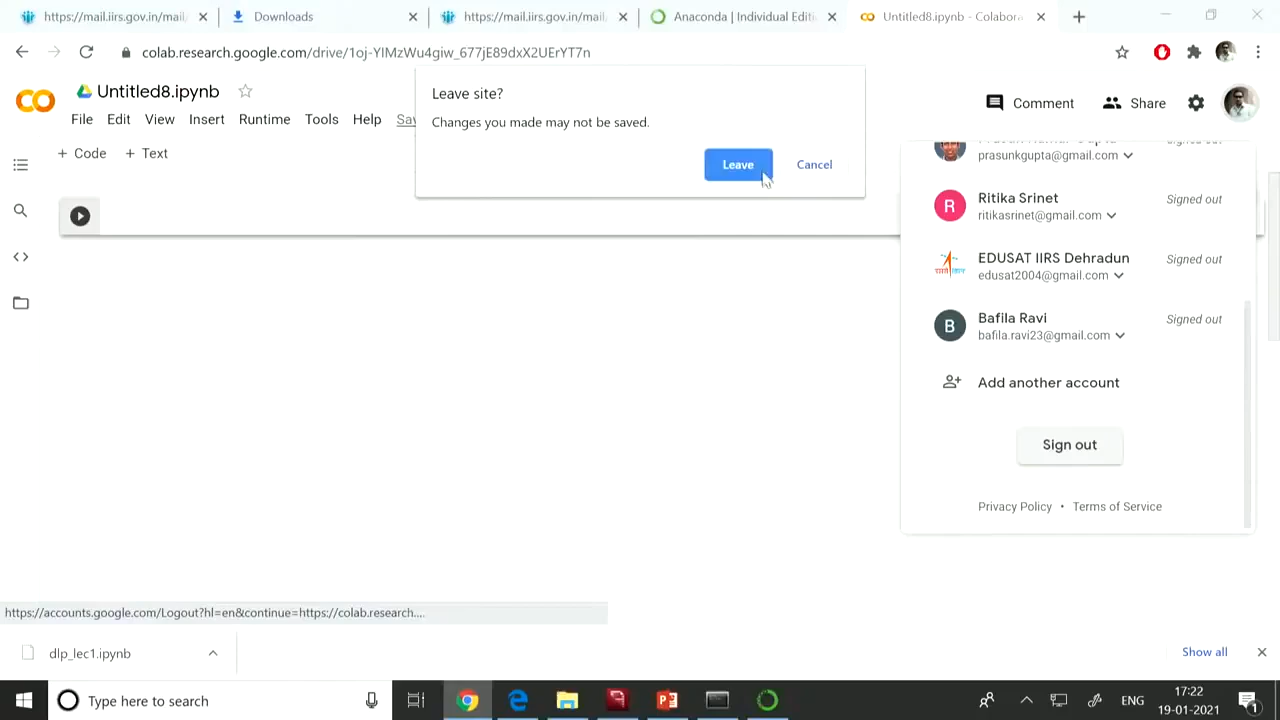 https://mail.iirs.gov.in/mail/
Downloads
https://mail.iirs.gov.in/mail/
Anaconda | Individual Editi
Untitled8.ipynb - Colabora
colab.research.google.com/drive/1oj-YIMzWu4giw_677jE89dxX2UErYT7n
Untitled8.ipynb
File Edit View Insert Runtime Tools Help Sav
+ Code + Text
Leave site?
Changes you made may not be saved.
Leave Cancel
Comment Share
prasunkgupta@gmail.com
Ritika Srinet
ritikasrinet@gmail.com
Signed out
EDUSAT IIRS Dehradun
edusat2004@gmail.com
Signed out
Bafila Ravi
bafila.ravi23@gmail.com
Signed out
Add another account
Sign out
Privacy Policy • Terms of Service
https://accounts.google.com/Logout?hl=en&continue=https://colab.research....
dlp_lec1.ipynb
Show all
Type here to search
ENG
17:22
19-01-2021
1